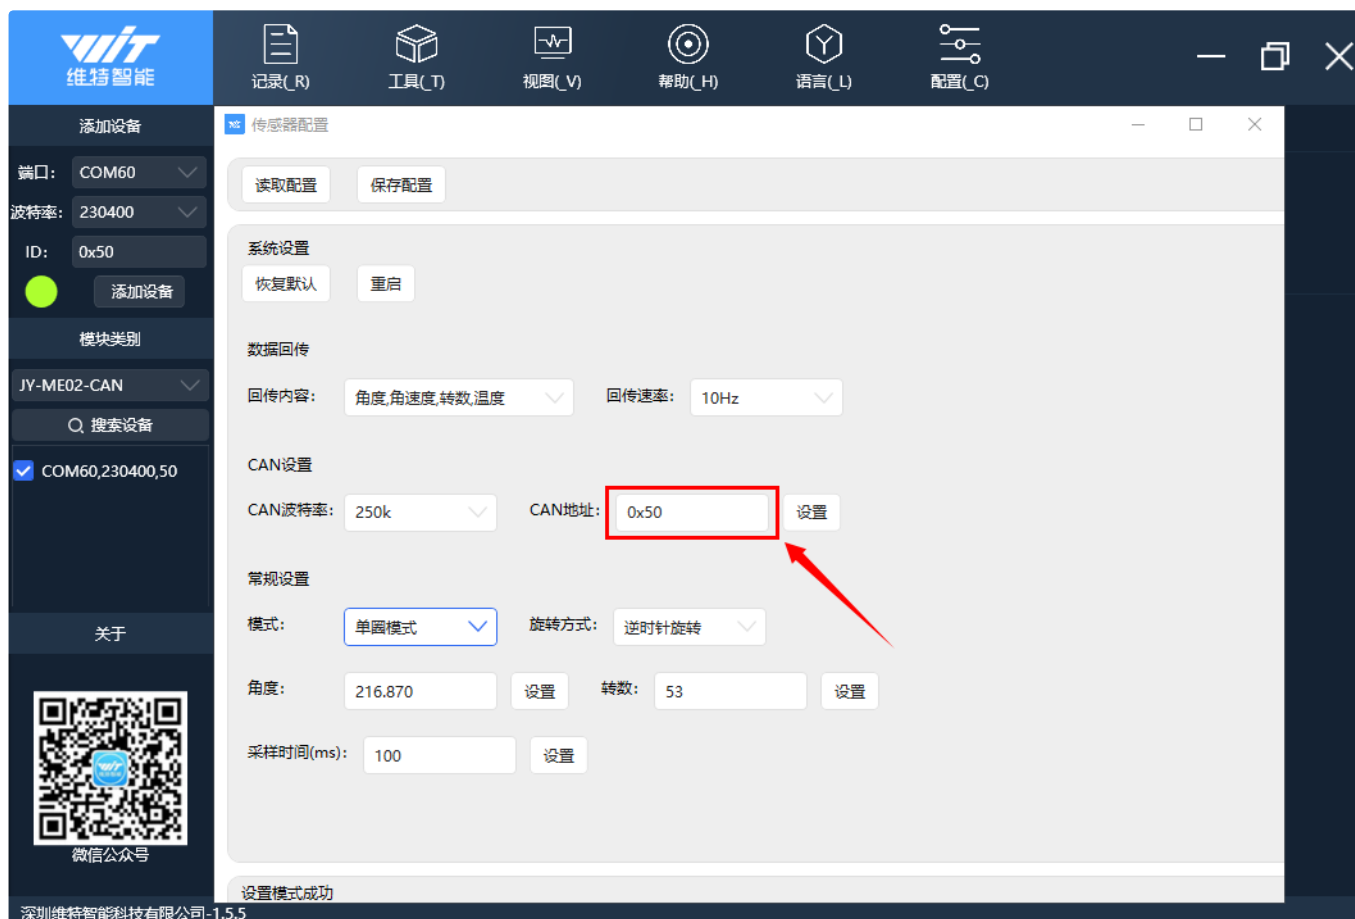 WIT
维特智能
记录(_R) 工具(_T) 视图(_V) 帮助(_H) 语言(_L) 配置(_C)
添加设备
端口: COM60
波特率: 230400
ID: 0x50
添加设备
模块类别
JY-ME02-CAN
搜索设备
COM60,230400,50
关于
微信公众号
深圳维特智能科技有限公司-1.5.5
传感器配置
读取配置 保存配置
系统设置
恢复默认 重启
数据回传
回传内容: 角度,角速度,转数,温度 回传速率: 10Hz
CAN设置
CAN波特率: 250k CAN地址: 0x50 设置
常规设置
模式: 单圈模式 旋转方式: 逆时针旋转
角度: 216.870 设置 转数: 53 设置
采样时间(ms): 100 设置
设置模式成功